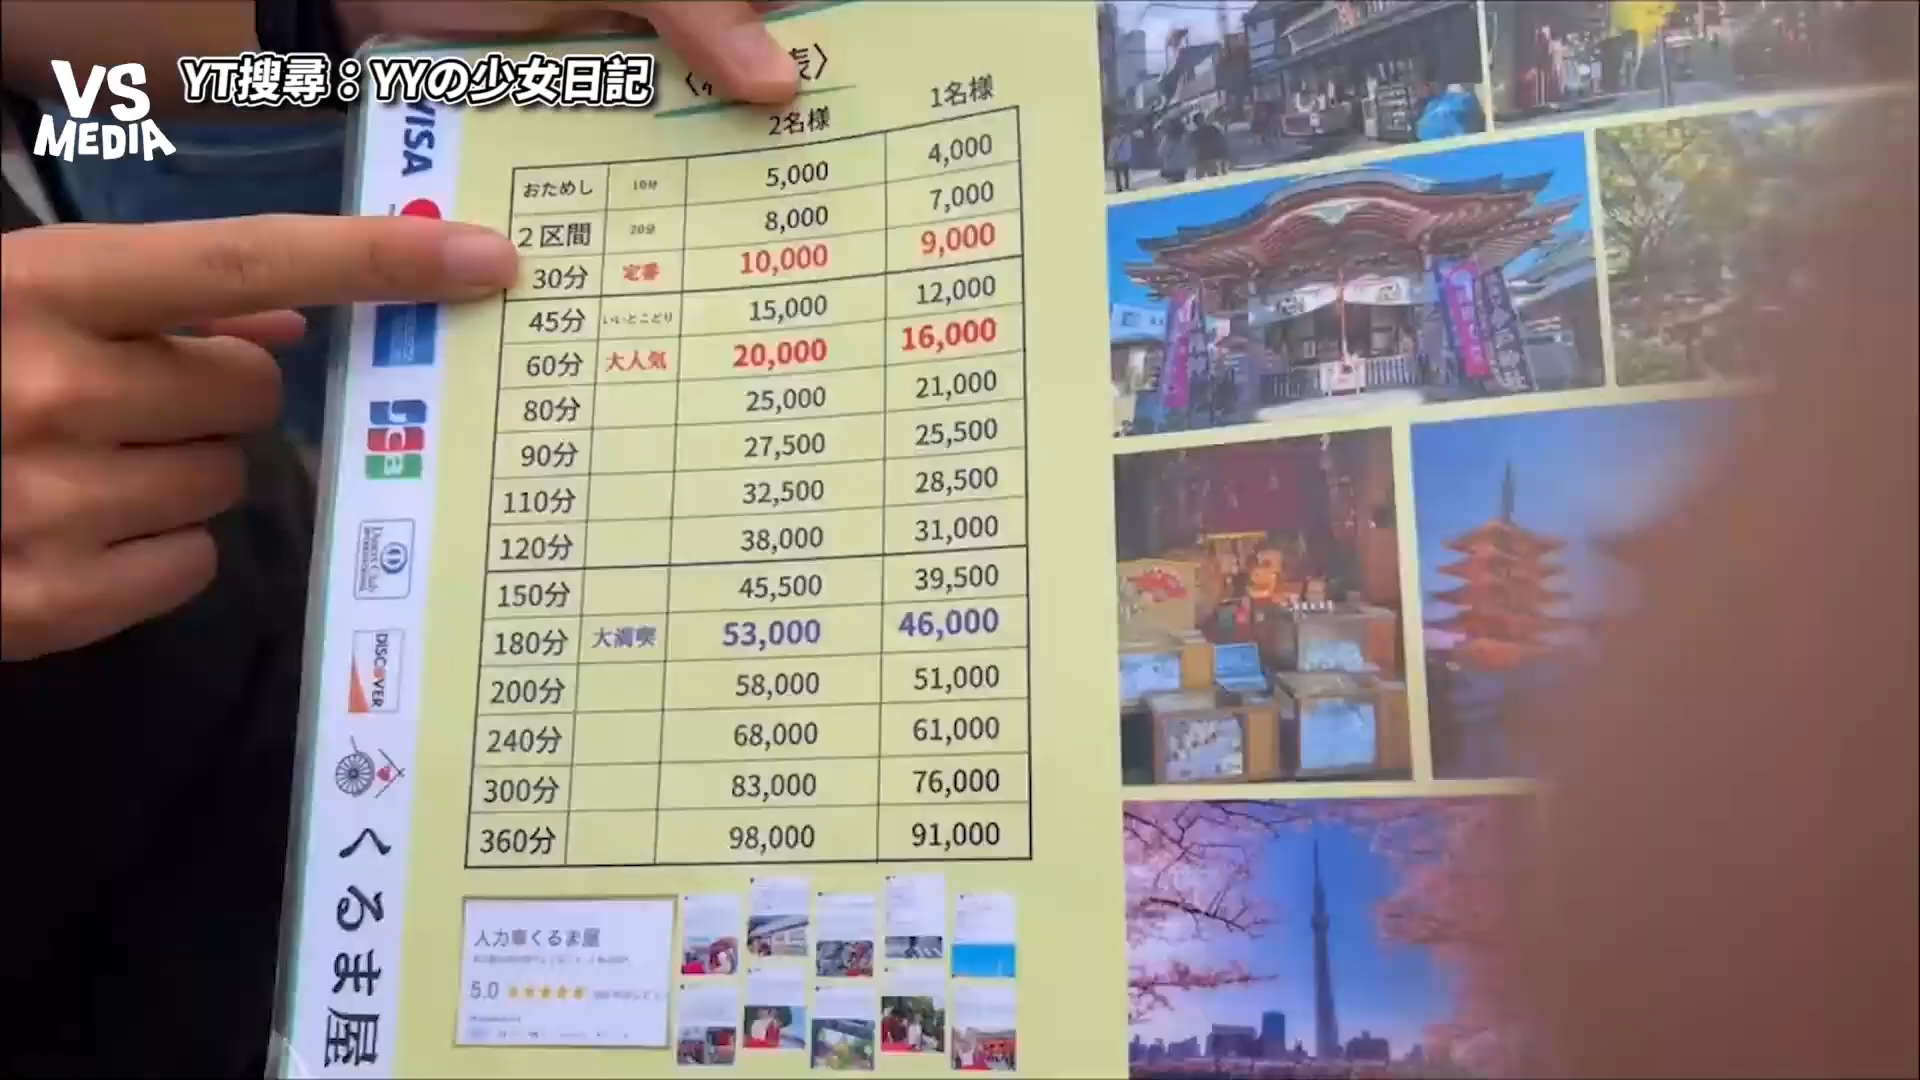 VS
MEDIA
YT搜尋：YYの少女日記
表〉
2名様 1名様
おためし 10分 5,000 4,000
2区間 20分 8,000 7,000
30分 定番 10,000 9,000
45分 いいとこどり 15,000 12,000
60分 大人気 20,000 16,000
80分 25,000 21,000
90分 27,500 25,500
110分 32,500 28,500
120分 38,000 31,000
150分 45,500 39,500
180分 大満喫 53,000 46,000
200分 58,000 51,000
240分 68,000 61,000
300分 83,000 76,000
360分 98,000 91,000
VISA
JCB
Diners Club
DISCOVER
くるま屋
人力車くるま屋
5.0